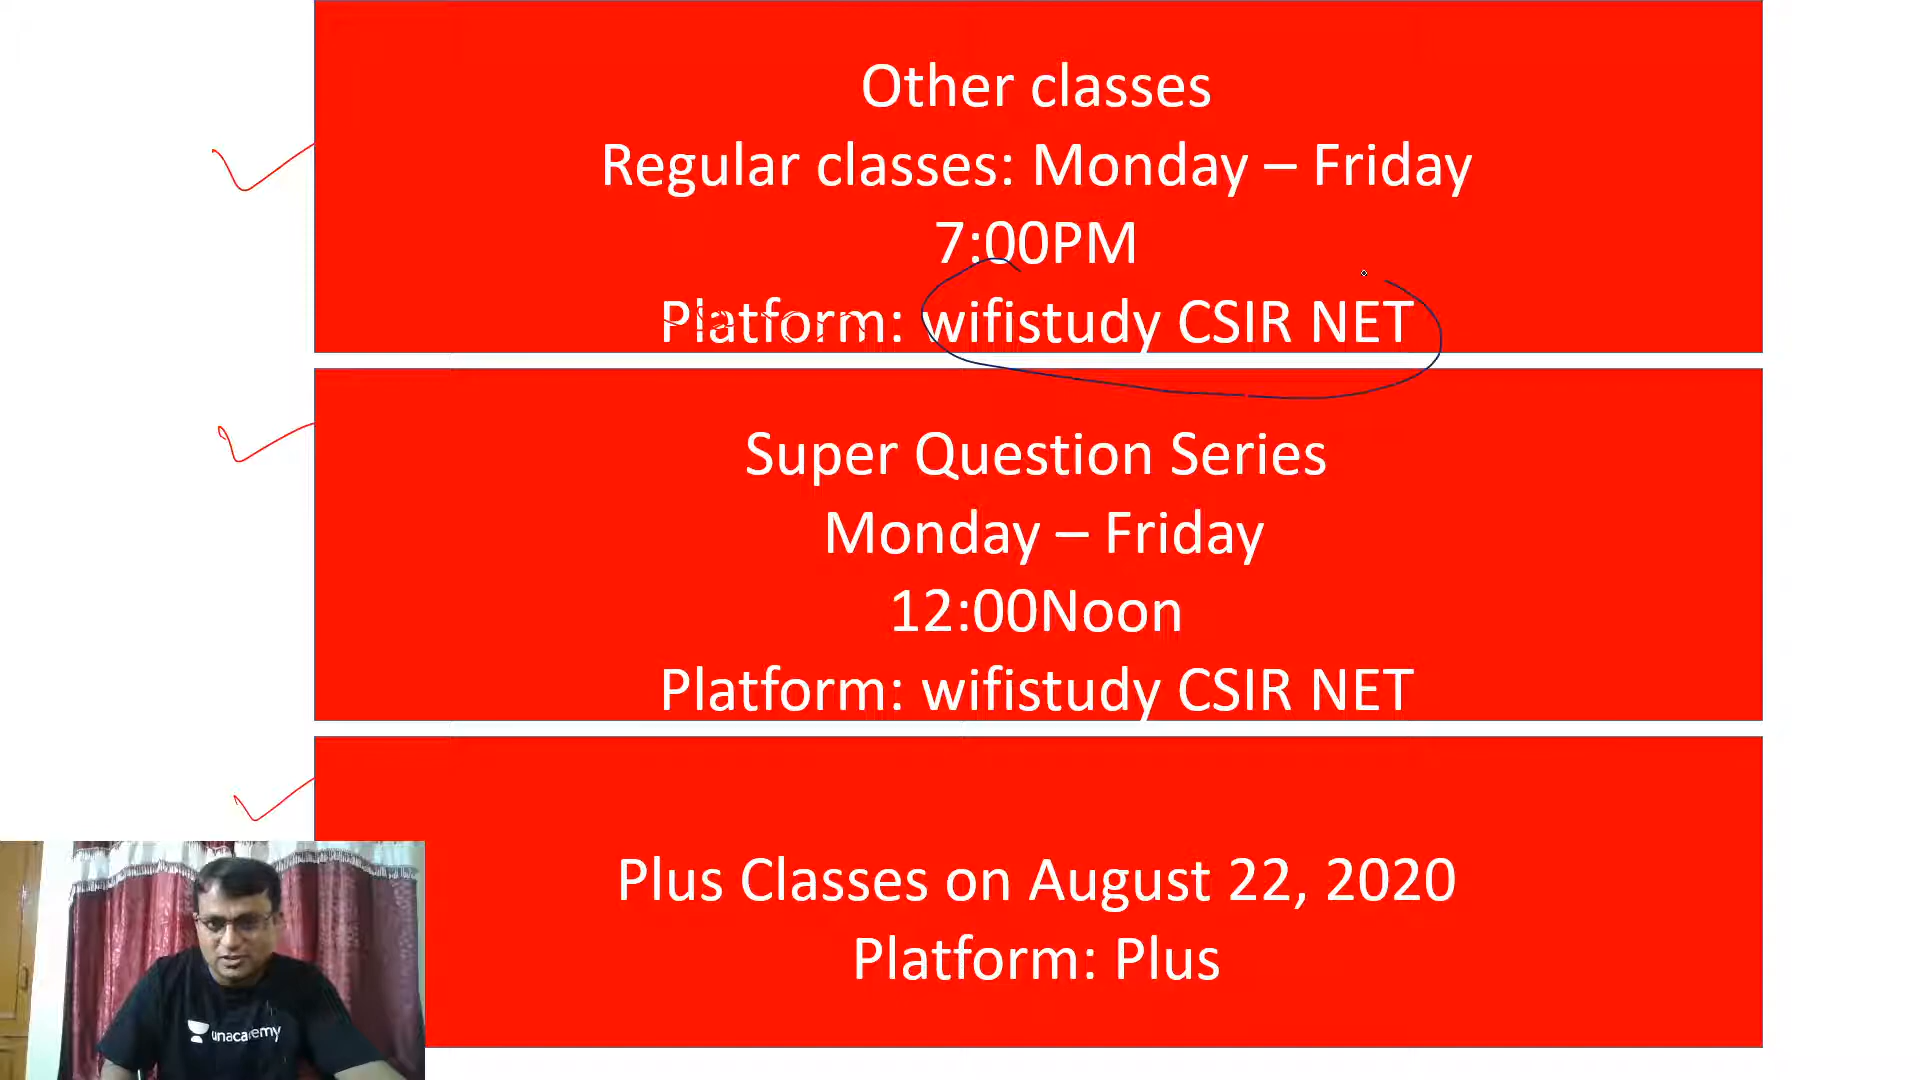 Other classes
Regular classes: Monday – Friday
7:00PM
Platform: wifistudy CSIR NET
Super Question Series
Monday – Friday
12:00Noon
Platform: wifistudy CSIR NET
Plus Classes on August 22, 2020
Platform: Plus
unacademy